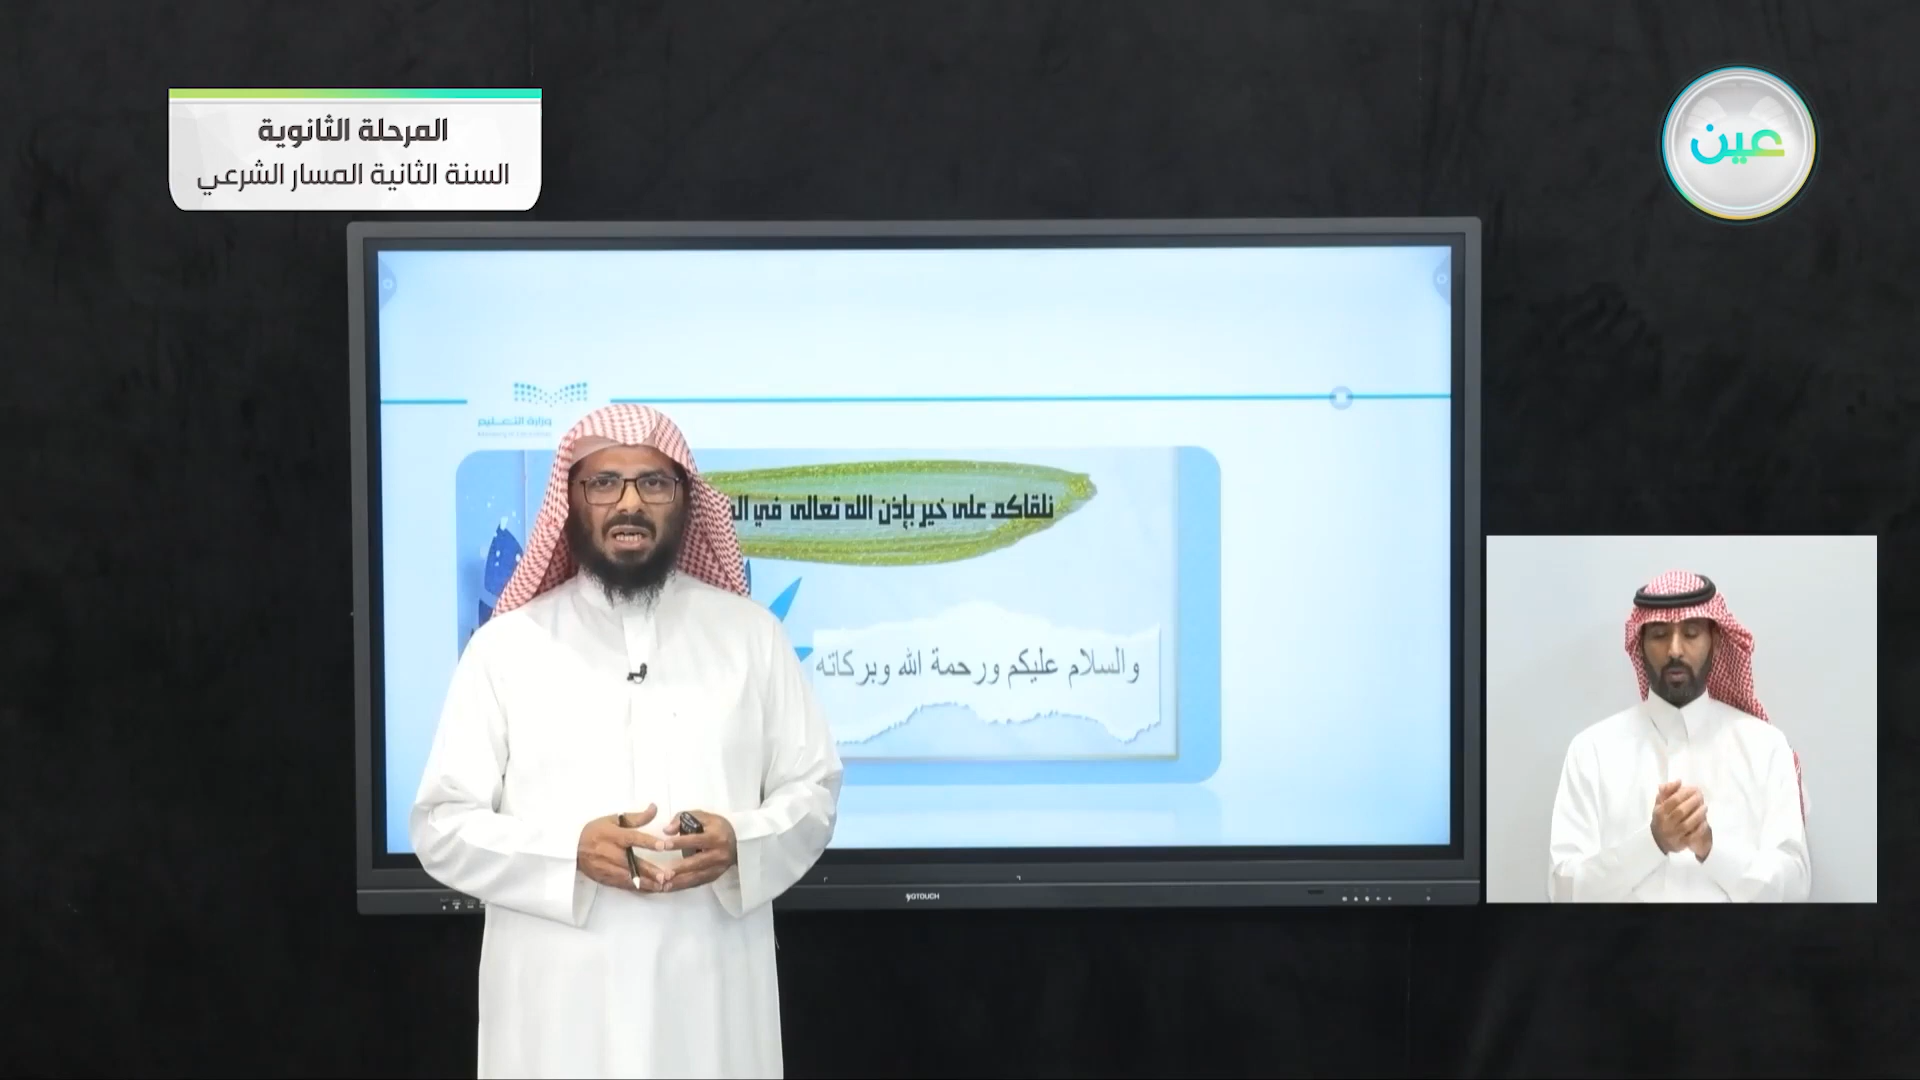 المرحلة الثانوية
السنة الثانية المسار الشرعي
عين
وزارة التعليم
نلقاكم على خير بإذن الله تعالى في
والسلام عليكم ورحمة الله وبركاته